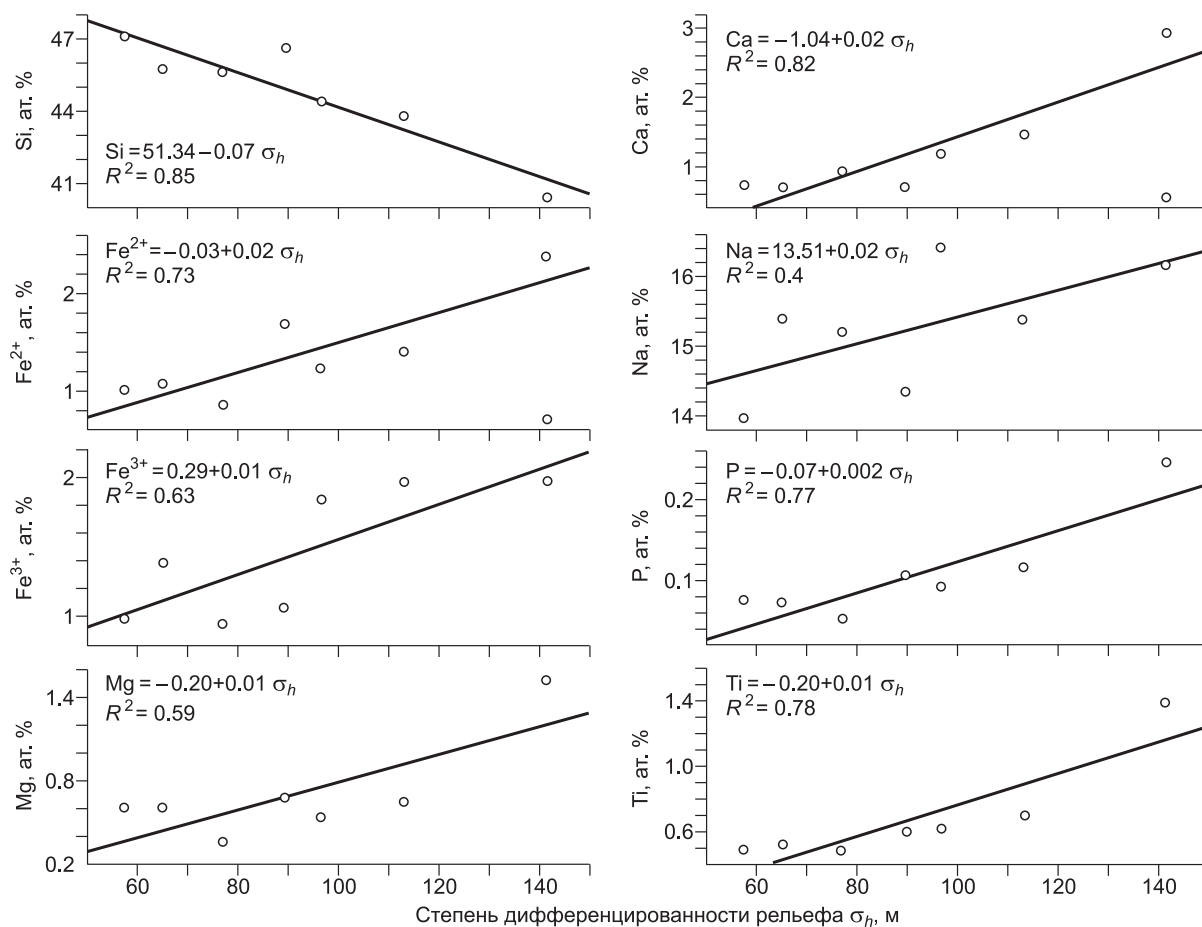 47
44
41
Si, ат. %
Si = 51.34 – 0.07 σh
R² = 0.85
3
2
1
Ca, ат. %
Ca = –1.04+0.02 σh
R² = 0.82
2
1
Fe²⁺, ат. %
Fe²⁺ = –0.03+0.02 σh
R² = 0.73
16
15
14
Na, ат. %
Na = 13.51+0.02 σh
R² = 0.4
2
1
Fe³⁺, ат. %
Fe³⁺ = 0.29+0.01 σh
R² = 0.63
0.2
0.1
P, ат. %
P = –0.07+0.002 σh
R² = 0.77
1.4
0.8
0.2
Mg, ат. %
Mg = –0.20+0.01 σh
R² = 0.59
1.4
1.0
0.6
Ti, ат. %
Ti = –0.20+0.01 σh
R² = 0.78
60 80 100 120 140
60 80 100 120 140
Степень дифференцированности рельефа σh, м